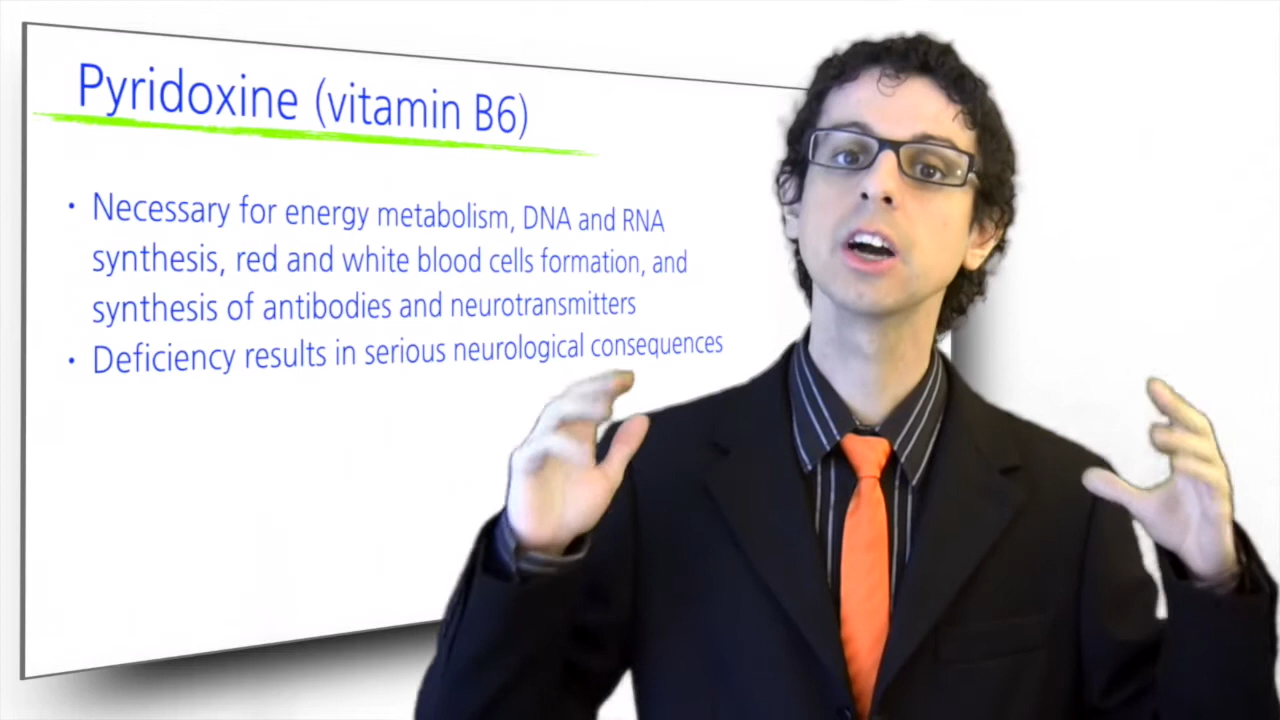 Pyridoxine (vitamin B6)
• Necessary for energy metabolism, DNA and RNA
synthesis, red and white blood cells formation, and
synthesis of antibodies and neurotransmitters
• Deficiency results in serious neurological consequences